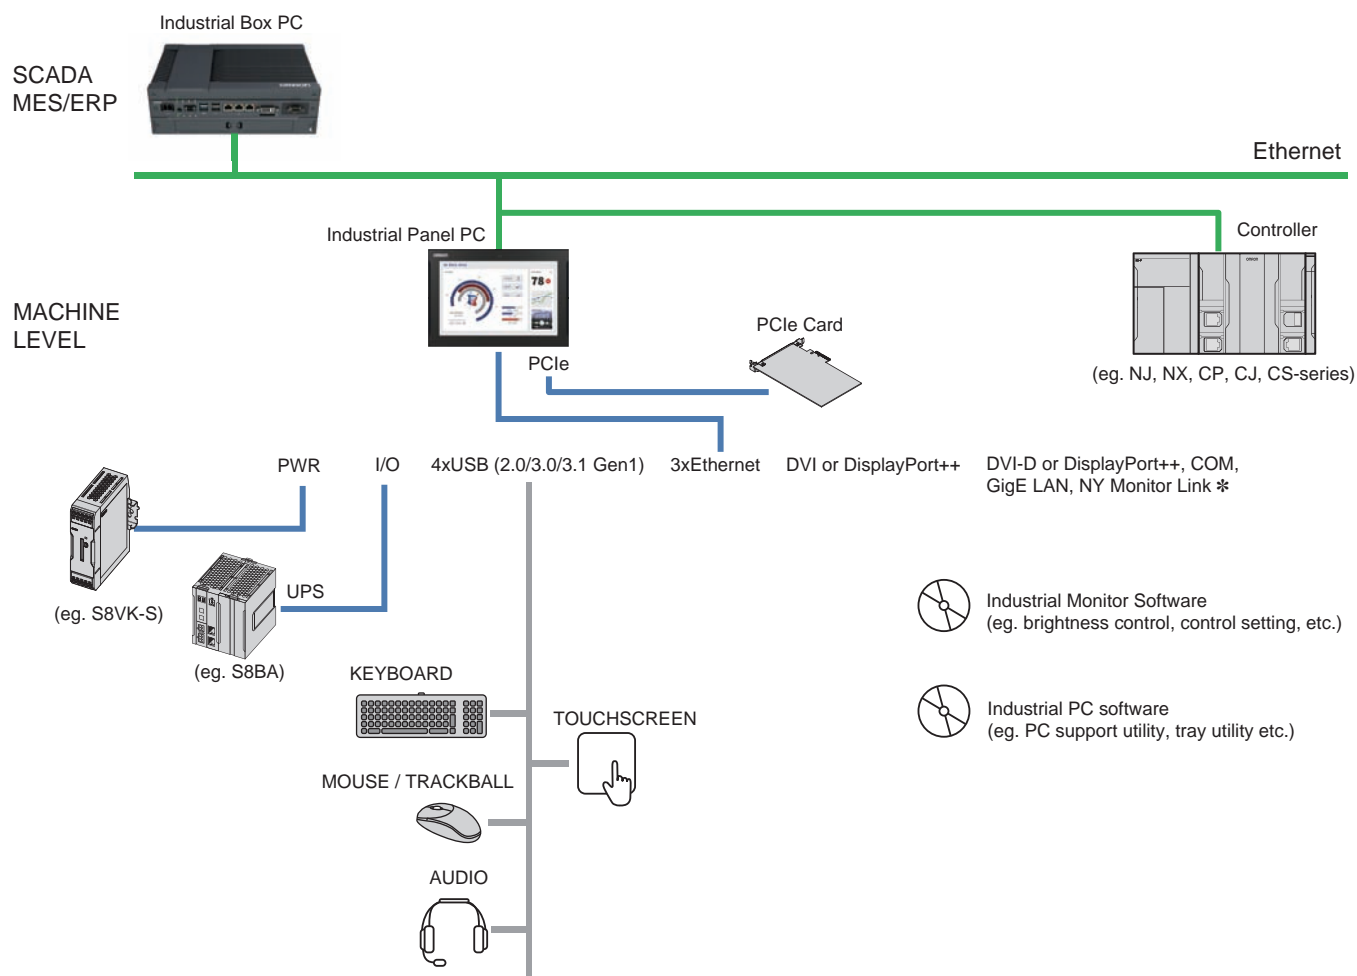 Industrial Box PC
SCADA
MES/ERP
Ethernet
Industrial Panel PC
Controller
78
MACHINE
LEVEL
PCIe Card
PCIe
(eg. NJ, NX, CP, CJ, CS-series)
PWR
I/O
4xUSB (2.0/3.0/3.1 Gen1)
3xEthernet
DVI or DisplayPort++
DVI-D or DisplayPort++, COM,
GigE LAN, NY Monitor Link ✻
UPS
(eg. S8VK-S)
(eg. S8BA)
Industrial Monitor Software
(eg. brightness control, control setting, etc.)
KEYBOARD
TOUCHSCREEN
Industrial PC software
(eg. PC support utility, tray utility etc.)
MOUSE / TRACKBALL
AUDIO